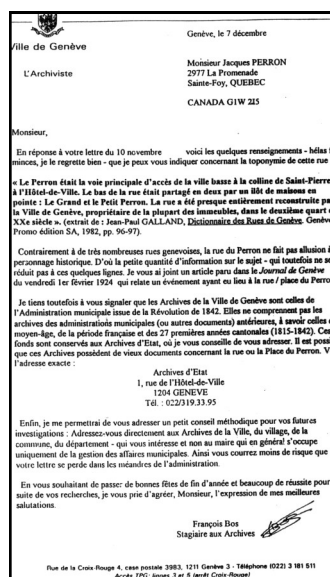 Ville de Genève
L'Archiviste
Genève, le 7 décembre
Monsieur Jacques PERRON
2977 La Promenade
Sainte-Foy, QUEBEC
CANADA G1W 2J5
Monsieur,
En réponse à votre lettre du 10 novembre voici les quelques renseignements - hélas
minces, je le regrette bien - que je peux vous indiquer concernant la toponymie de cette rue
« Le Perron était la voie principale d'accès de la ville basse à la colline de Saint-Pierre
à l'Hôtel-de-Ville. Le bas de la rue était partagé en deux par un îlot de maisons en
pointe : Le Grand et le Petit Perron. La rue a été presque entièrement reconstruite pa
la Ville de Genève, propriétaire de la plupart des immeubles, dans le deuxième quart
XXe siècle ». (extrait de : Jean-Paul GALLAND, Dictionnaire des Rues de Genève. Genève
Promo édition SA, 1982, pp. 96-97).
Contrairement à de très nombreuses rues genevoises, la rue du Perron ne fait pas allusion à
personnage historique. D'où la petite quantité d'information sur le sujet - qui toutefois ne se
réduit pas à ces quelques lignes. Je vous ai joint un article paru dans le Journal de Genève
du vendredi 1er février 1924 qui relate un événement ayant eu lieu à la rue / place du Perro
Je tiens toutefois à vous signaler que les Archives de la Ville de Genève sont celles de
l'Administration municipale issue de la Révolution de 1842. Elles ne comprennent pas les
archives des administrations municipales (ou autres documents) antérieures, à savoir celles
moyen-âge, de la période française et des 27 premières années cantonales (1815-1842). Ces
fonds sont conservés aux Archives d'Etat, où je vous conseille de vous adresser. Il est possi
que ces Archives possèdent de vieux documents concernant la rue ou la Place du Perron. V
l'adresse exacte :
Archives d'Etat
1, rue de l'Hôtel-de-Ville
1204 GENEVE
Tél. : 022/319.33.95
Enfin, je me permettrai de vous adresser un petit conseil méthodique pour vos futures
investigations : Adressez-vous directement aux Archives de la Ville, du village, de la
commune, du département - qui vous intéresse et non au maire qui en général s'occupe
uniquement de la gestion des affaires municipales. Ainsi vous courrez moins de risque que
votre lettre se perde dans les méandres de l'administration.
En vous souhaitant de passer de bonnes fêtes de fin d'année et beaucoup de réussite pour
suite de vos recherches, je vous prie d'agréer, Monsieur, l'expression de mes meilleures
salutations.
François Bos
Stagiaire aux Archives
Rue de la Croix-Rouge 4, case postale 3983, 1211 Genève 3 - Téléphone (022) 3 181 511
Accès TPG: lignes 3 et 5 (arrêt Croix-Rouge)